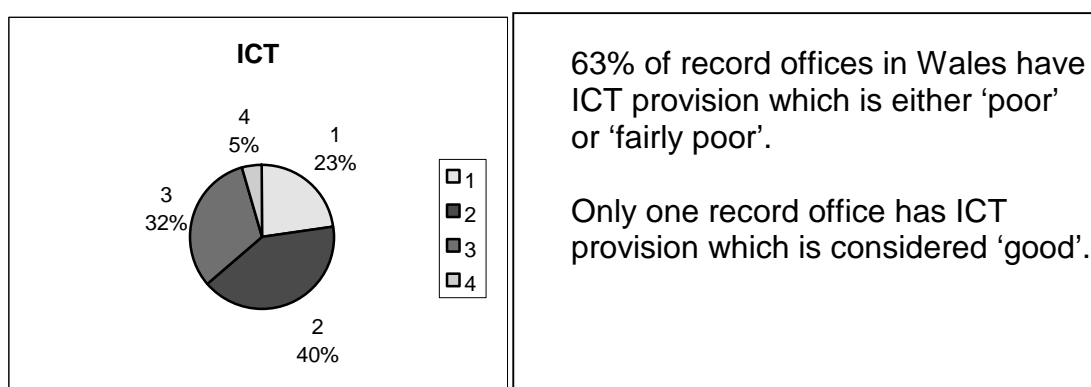 ICT
4
5%
1
23%
3
32%
2
40%
1
2
3
4
63% of record offices in Wales have
ICT provision which is either ‘poor’
or ‘fairly poor’.
Only one record office has ICT
provision which is considered ‘good’.